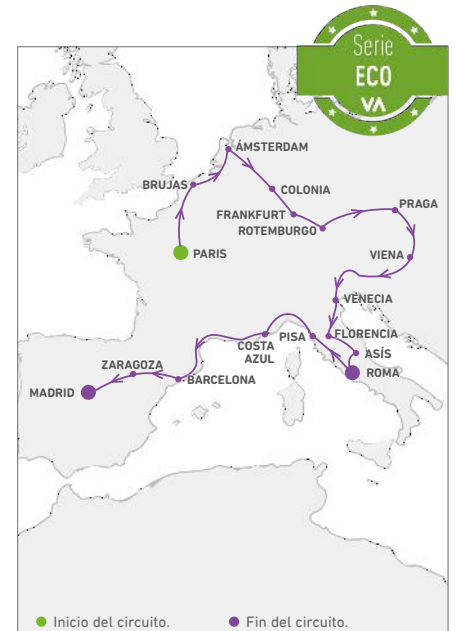 Serie
ECO
VA
ÁMSTERDAM
BRUJAS
COLONIA
FRANKFURT
PRAGA
ROTEMBURGO
PARIS
VIENA
VENECIA
PISA
FLORENCIA
COSTA
AZUL
ASÍS
ZARAGOZA
ROMA
BARCELONA
MADRID
Inicio del circuito.
Fin del circuito.